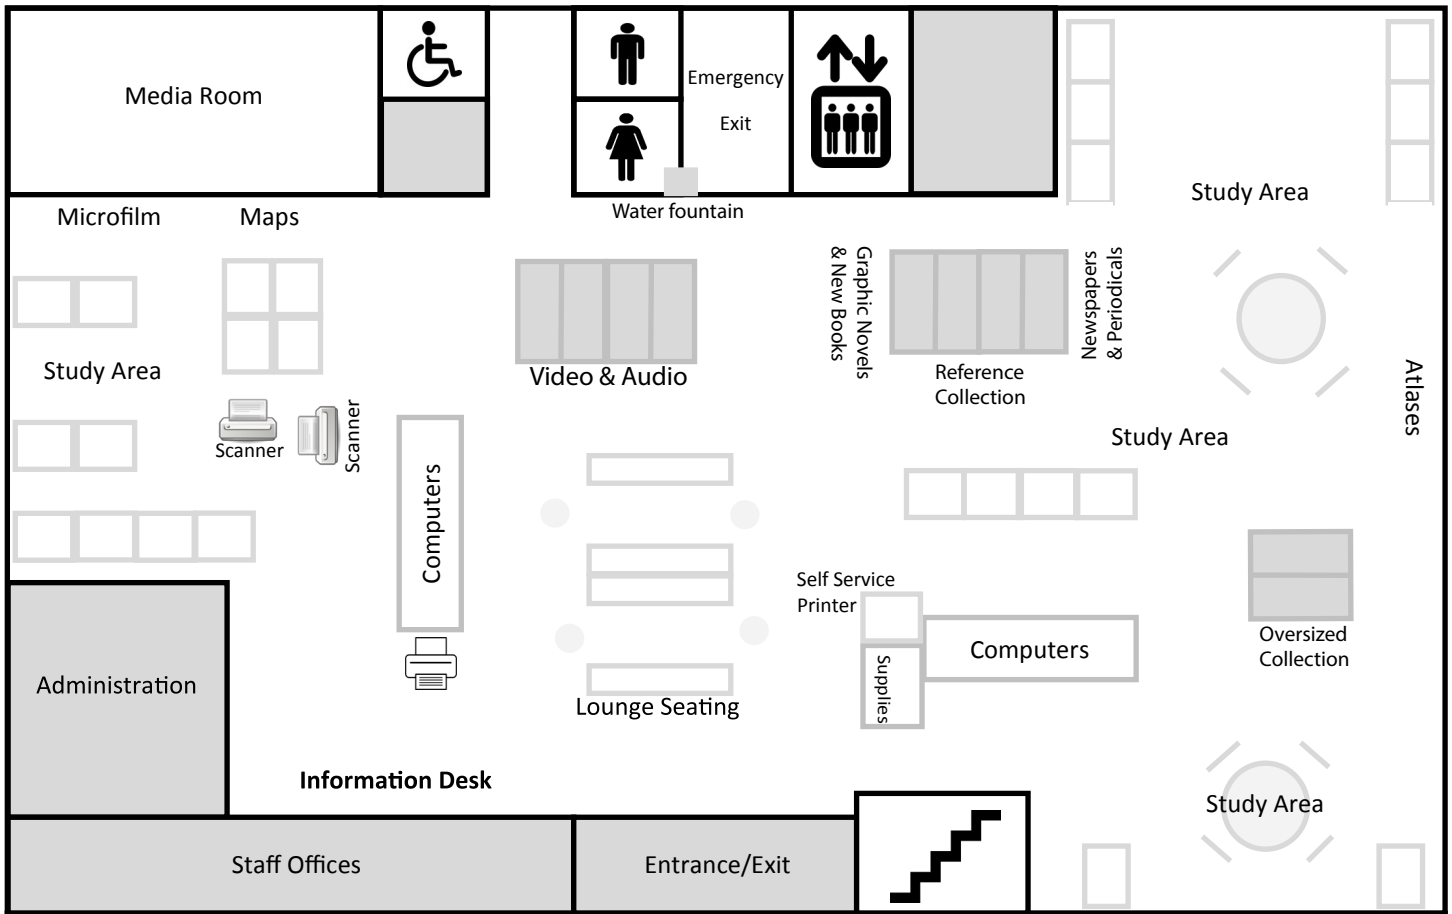 Media Room
Emergency
Exit
Water fountain
Microfilm
Maps
Study Area
Graphic Novels
& New Books
Newspapers
& Periodicals
Study Area
Video & Audio
Reference
Collection
Atlases
Scanner
Scanner
Study Area
Computers
Self Service
Printer
Supplies
Computers
Oversized
Collection
Administration
Lounge Seating
Information Desk
Study Area
Staff Offices
Entrance/Exit